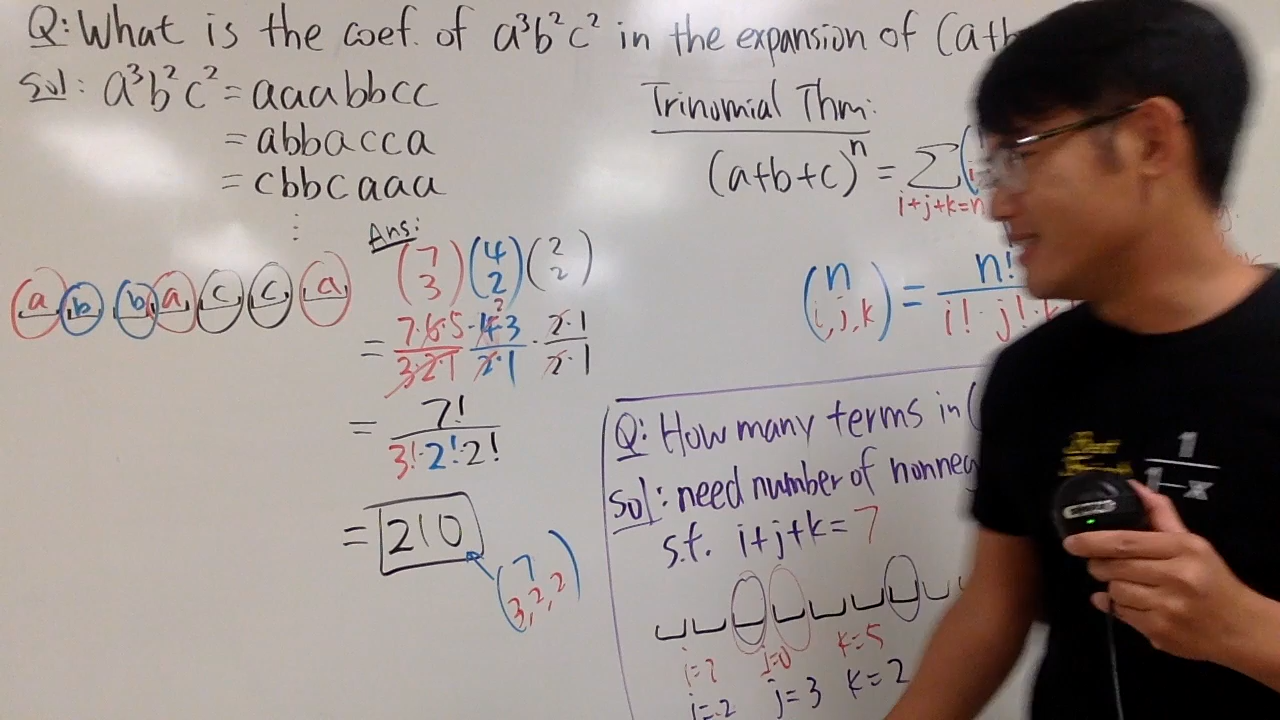 Q: What is the coef. of a³b²c² in the expansion of (a+b
Sol: a³b²c² = aaabbcc
= abbacca
= cbbcaaa
⋮
a b b a c c a
Ans:
(7 3)(4 2)(2 2)
= 7·6·5/3·2·1 · 4·3/2·1 · 2·1/2·1
2
= 7!/3!·2!·2!
= 210
(7 3,2,2)
Trinomial Thm:
(a+b+c)ⁿ = Σ i+j+k=n
(n i,j,k) = n!/i!·j!·k!
Q: How many terms in (
Sol: need number of nonneg
s.t. i+j+k=7
j=0 k=5
i=2 j=3 k=2
1/1-x